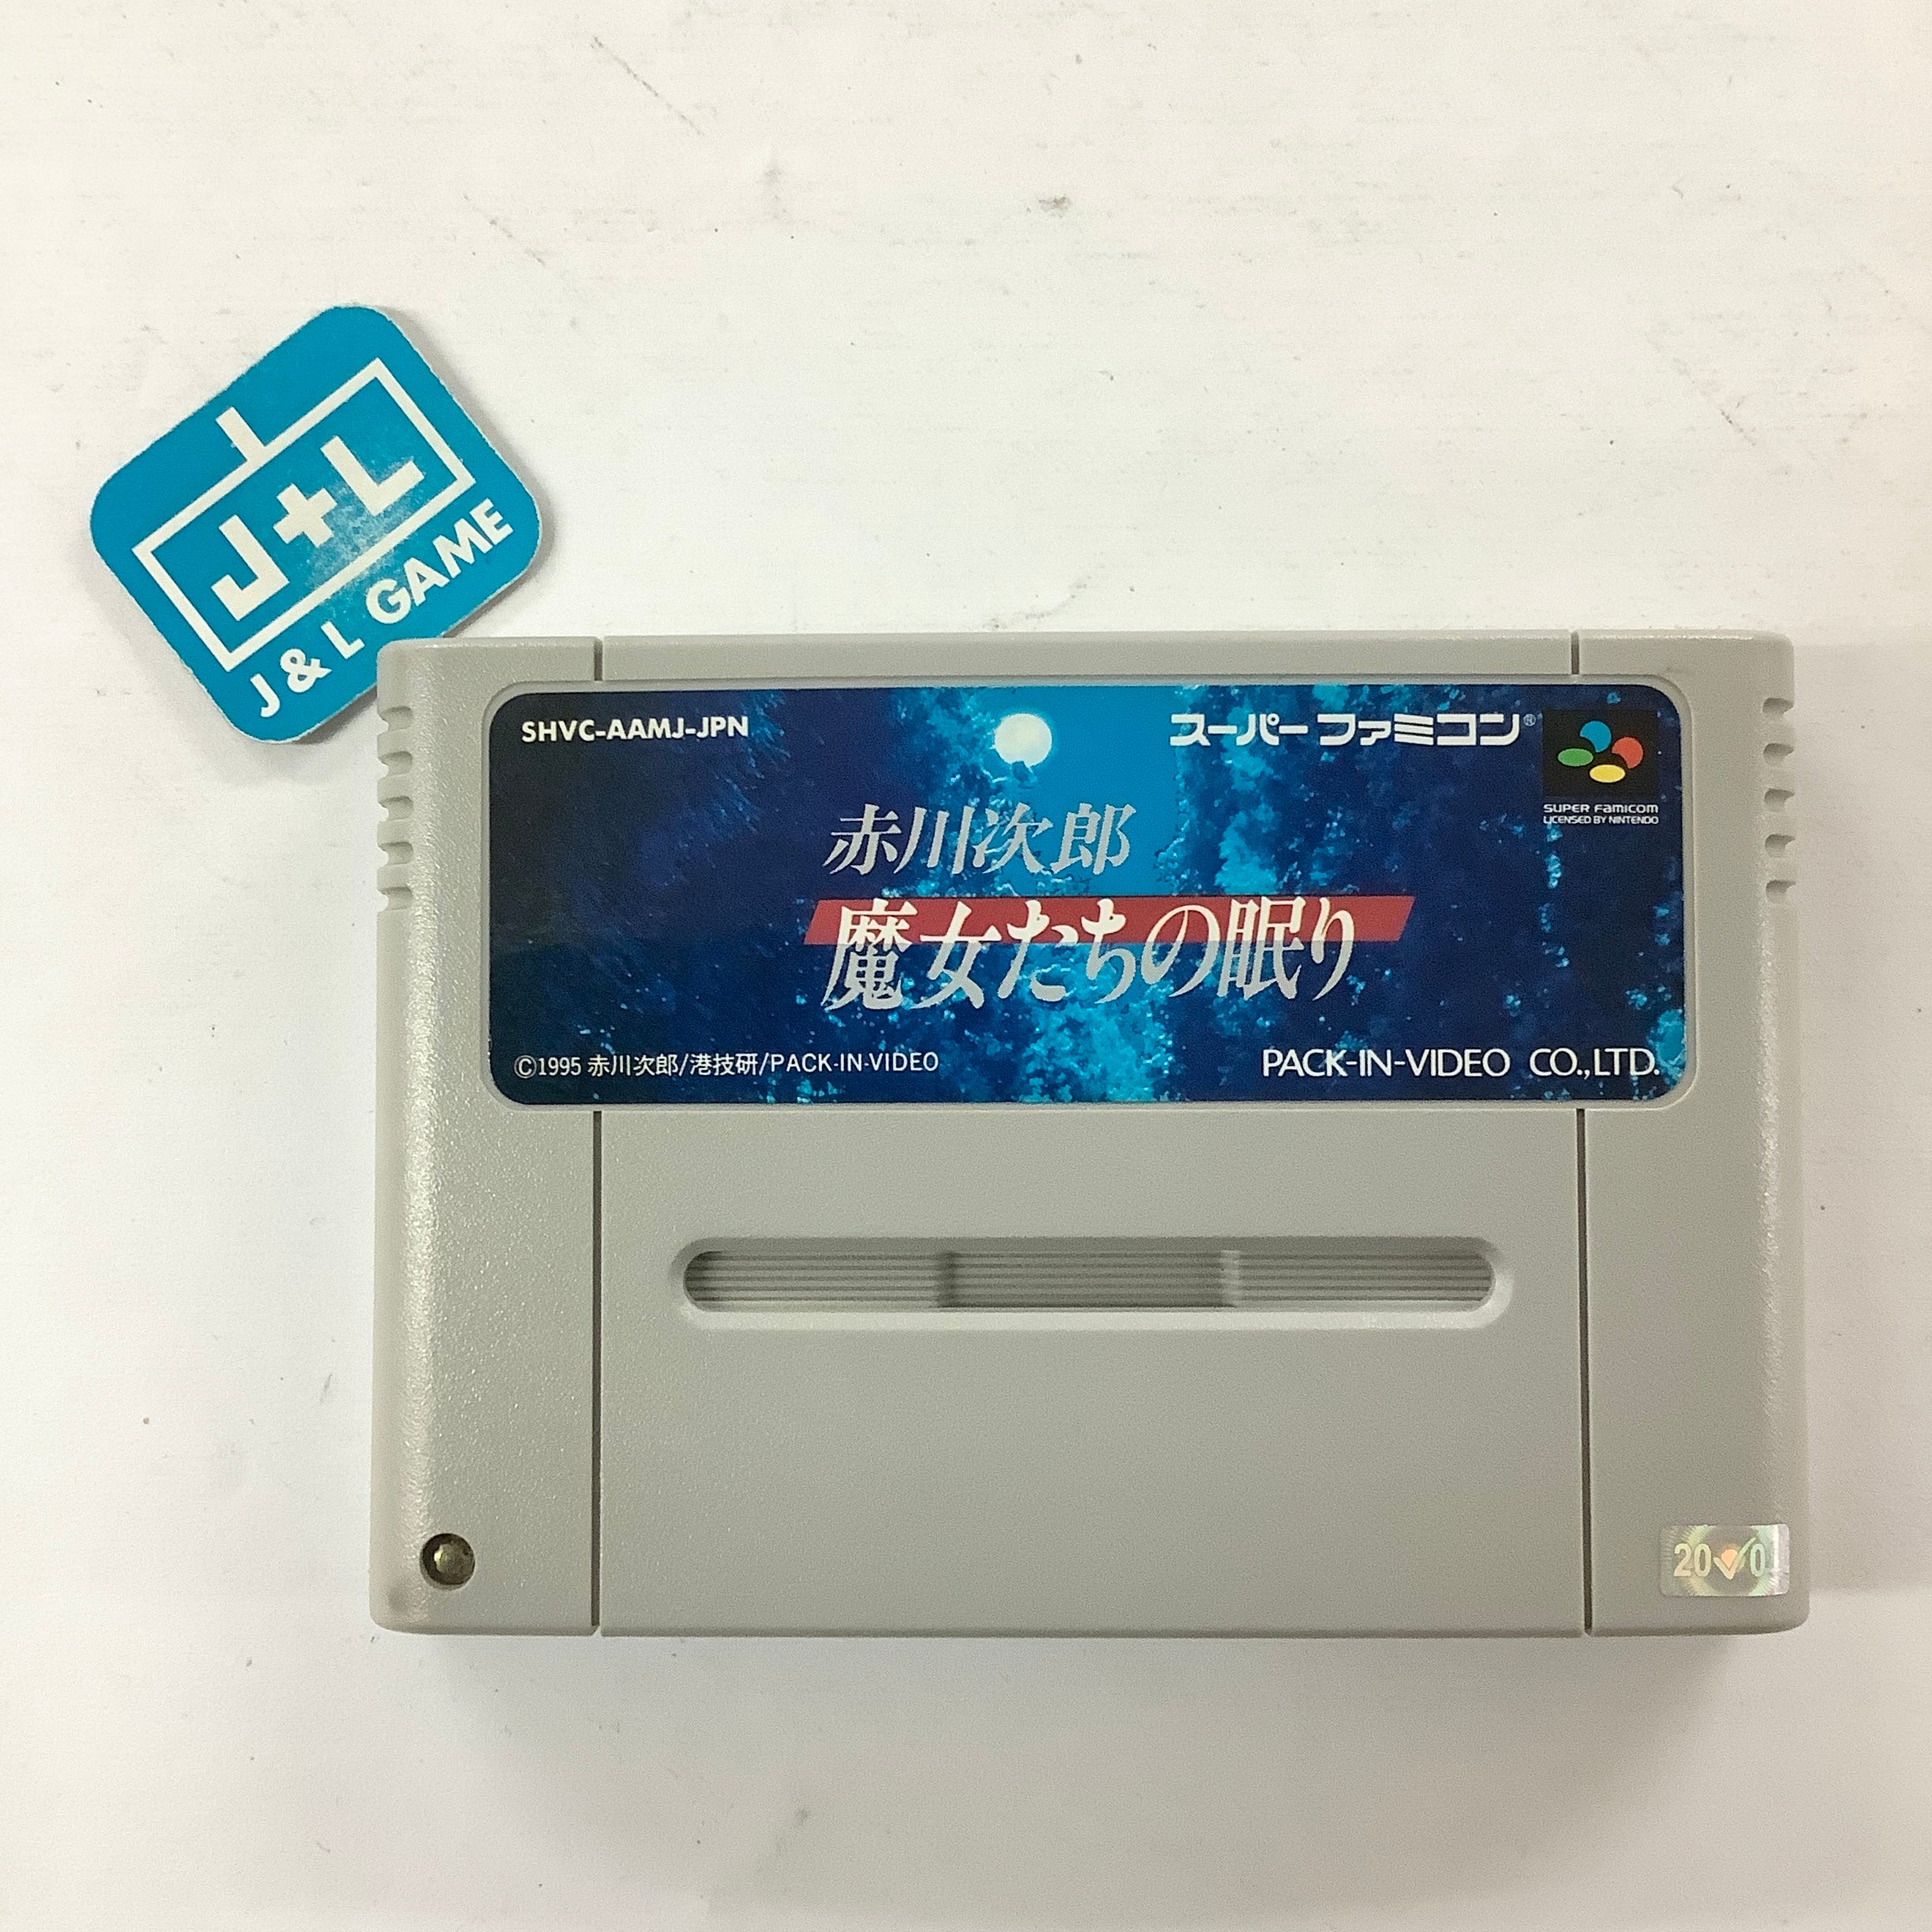 J+L
J & L GAME
SHVC-AAMJ-JPN
スーパーファミコン®
SUPER FAMICOM
LICENSED BY NINTENDO
赤川次郎
魔女たちの眠り
©1995 赤川次郎/港技研/PACK-IN-VIDEO
PACK-IN-VIDEO CO.,LTD.